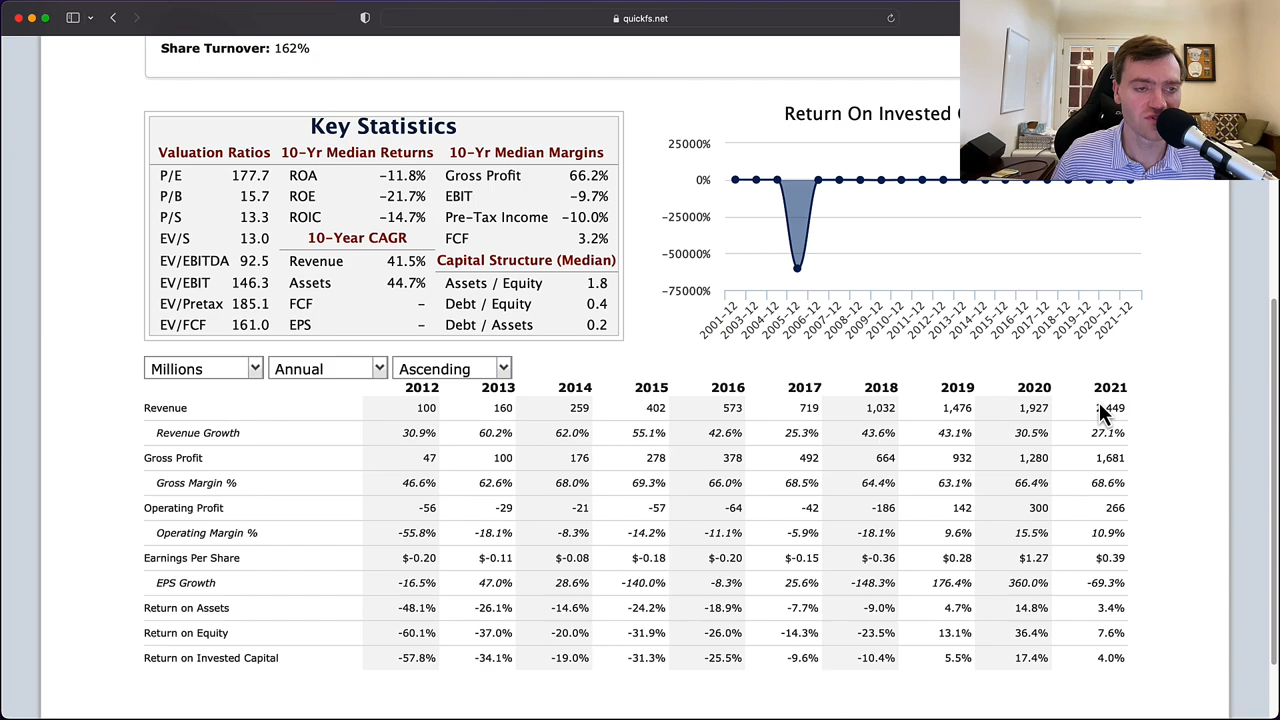 quickfs.net
Share Turnover: 162%
Key Statistics
Valuation Ratios 10-Yr Median Returns 10-Yr Median Margins
P/E 177.7 ROA -11.8% Gross Profit 66.2%
P/B 15.7 ROE -21.7% EBIT -9.7%
P/S 13.3 ROIC -14.7% Pre-Tax Income -10.0%
EV/S 13.0 10-Year CAGR FCF 3.2%
EV/EBITDA 92.5 Revenue 41.5% Capital Structure (Median)
EV/EBIT 146.3 Assets 44.7% Assets / Equity 1.8
EV/Pretax 185.1 FCF - Debt / Equity 0.4
EV/FCF 161.0 EPS - Debt / Assets 0.2
Return On Invested
25000%
0%
-25000%
-50000%
-75000%
2001-12 2003-12 2004-12 2005-12 2006-12 2007-12 2008-12 2009-12 2010-12 2011-12 2012-12 2013-12 2014-12 2015-12 2016-12 2017-12 2018-12 2019-12 2020-12 2021-12
Millions Annual Ascending
2012 2013 2014 2015 2016 2017 2018 2019 2020 2021
Revenue 100 160 259 402 573 719 1,032 1,476 1,927
Revenue Growth 30.9% 60.2% 62.0% 55.1% 42.6% 25.3% 43.6% 43.1% 30.5% 27.1%
Gross Profit 47 100 176 278 378 492 664 932 1,280 1,681
Gross Margin % 46.6% 62.6% 68.0% 69.3% 66.0% 68.5% 64.4% 63.1% 66.4% 68.6%
Operating Profit -56 -29 -21 -57 -64 -42 -186 142 300 266
Operating Margin % -55.8% -18.1% -8.3% -14.2% -11.1% -5.9% -18.1% 9.6% 15.5% 10.9%
Earnings Per Share $-0.20 $-0.11 $-0.08 $-0.18 $-0.20 $-0.15 $-0.36 $0.28 $1.27 $0.39
EPS Growth -16.5% 47.0% 28.6% -140.0% -8.3% 25.6% -148.3% 176.4% 360.0% -69.3%
Return on Assets -48.1% -26.1% -14.6% -24.2% -18.9% -7.7% -9.0% 4.7% 14.8% 3.4%
Return on Equity -60.1% -37.0% -20.0% -31.9% -26.0% -14.3% -23.5% 13.1% 36.4% 7.6%
Return on Invested Capital -57.8% -34.1% -19.0% -31.3% -25.5% -9.6% -10.4% 5.5% 17.4% 4.0%